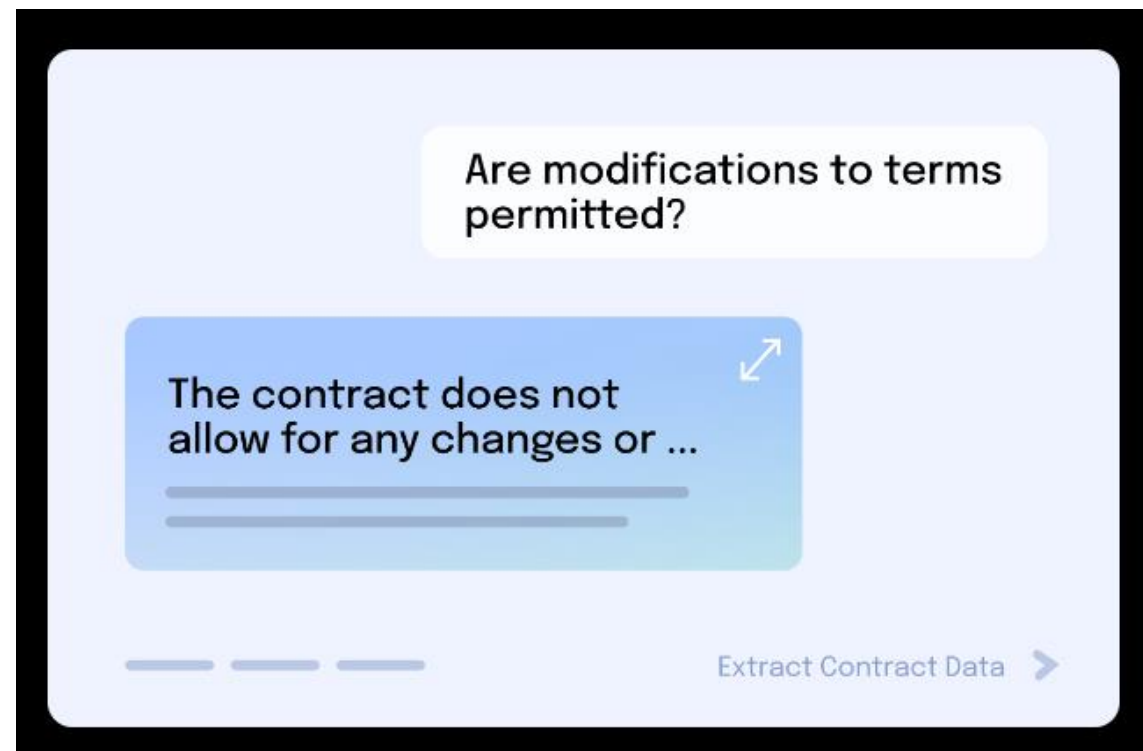 Are modifications to terms
permitted?
The contract does not
allow for any changes or ...
Extract Contract Data